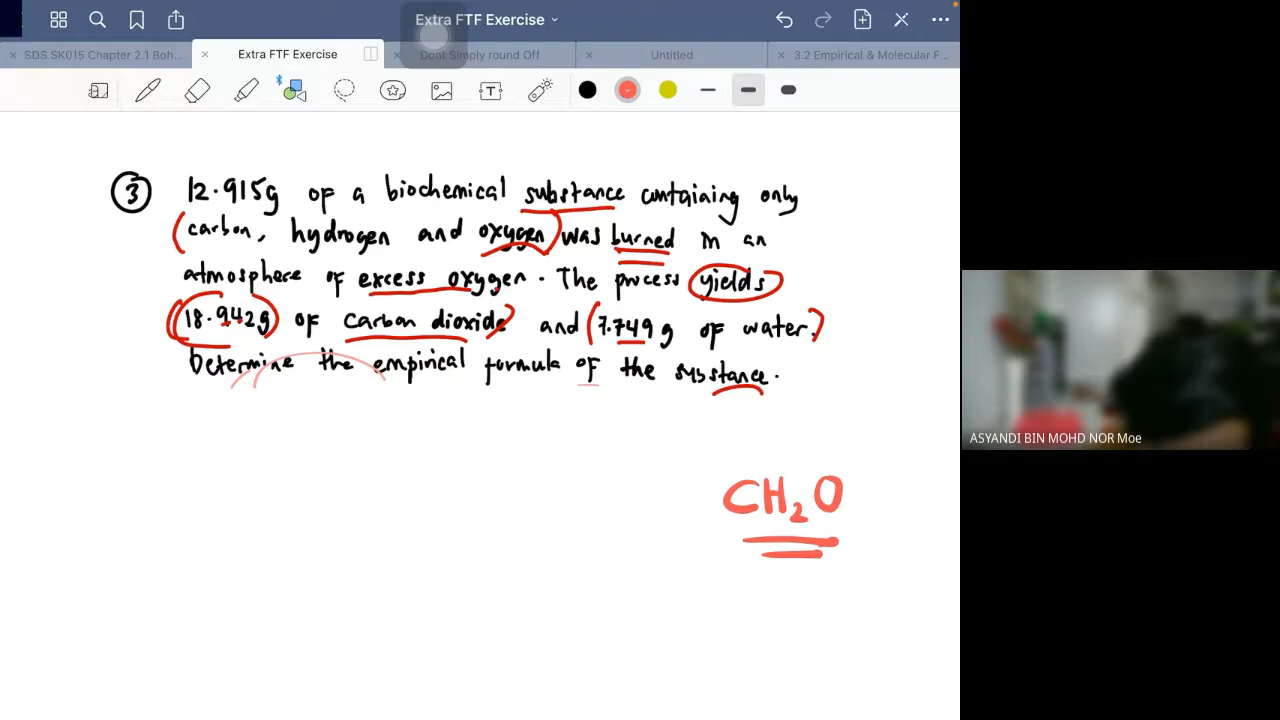 Extra FTF Exercise
SDS SK015 Chapter 2.1 Boh...
Extra FTF Exercise
Dont Simply round Off
Untitled
3.2 Empirical & Molecular F...
T
3 12.915g of a biochemical substance containing only
(carbon, hydrogen and oxygen) was burned in an
atmosphere of excess oxygen. The process yields
18.942g of carbon dioxide and (7.749g of water.)
Determine the empirical formula of the substance.
CH2O
ASYANDI BIN MOHD NOR Moe